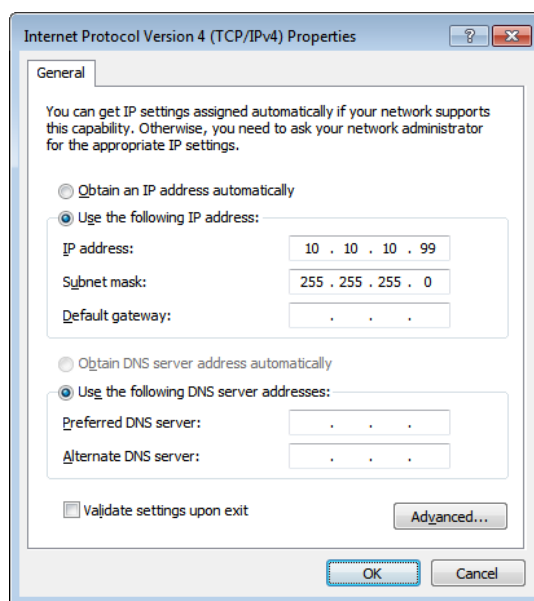 Internet Protocol Version 4 (TCP/IPv4) Properties
General
You can get IP settings assigned automatically if your network supports
this capability. Otherwise, you need to ask your network administrator
for the appropriate IP settings.
Obtain an IP address automatically
Use the following IP address:
IP address: 10 . 10 . 10 . 99
Subnet mask: 255 . 255 . 255 . 0
Default gateway: . . .
Obtain DNS server address automatically
Use the following DNS server addresses:
Preferred DNS server: . . .
Alternate DNS server: . . .
Validate settings upon exit
Advanced...
OK Cancel